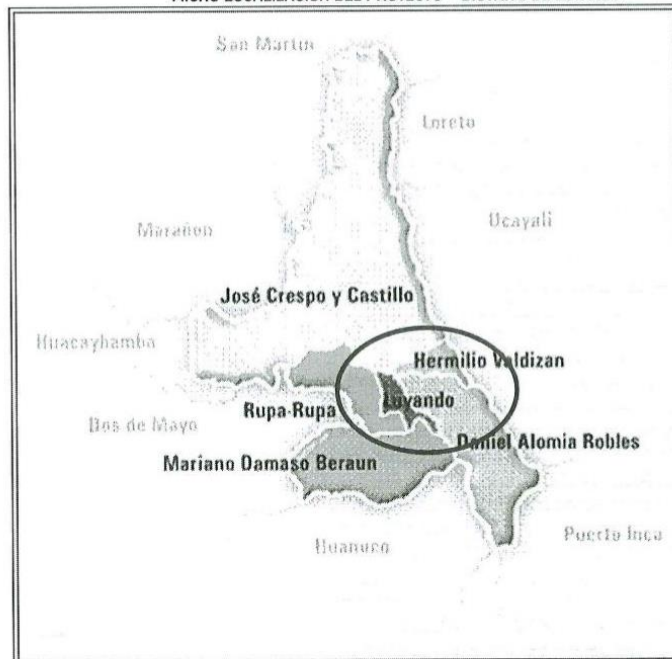 San Martin
Loreto
Ucayali
Marañon
José Crespo y Castillo
Huacayhamba
Hermilio Valdizan
Luyando
Rupa-Rupa
Dos de Mayo
Daniel Alomia Robles
Mariano Damaso Beraun
Puerto Inca
Huanuco